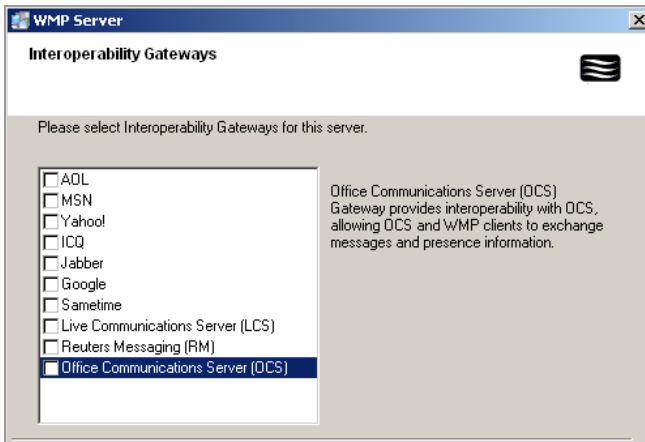 WMP Server
Interoperability Gateways
Please select Interoperability Gateways for this server.
AOL
MSN
Yahoo!
ICQ
Jabber
Google
Sametime
Live Communications Server (LCS)
Reuters Messaging (RM)
Office Communications Server (OCS)
Office Communications Server (OCS)
Gateway provides interoperability with OCS,
allowing OCS and WMP clients to exchange
messages and presence information.